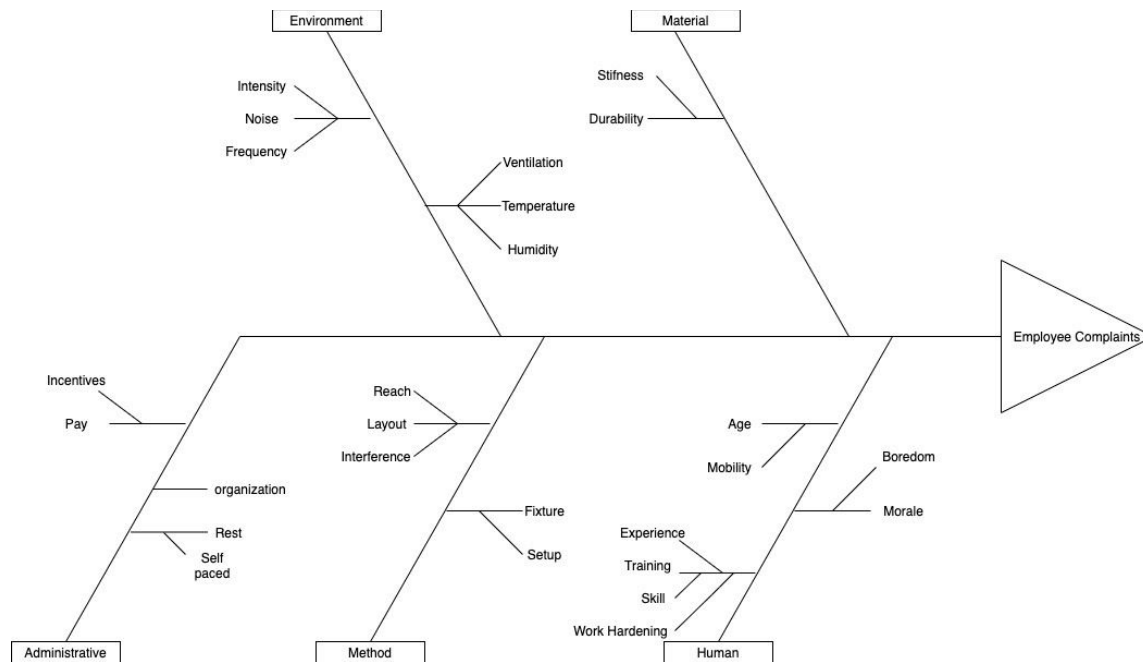 Environment
Material
Intensity
Noise
Frequency
Stifness
Durability
Ventilation
Temperature
Humidity
Employee Complaints
Incentives
Pay
organization
Rest
Self
paced
Reach
Layout
Interference
Fixture
Setup
Age
Mobility
Boredom
Morale
Experience
Training
Skill
Work Hardening
Administrative
Method
Human